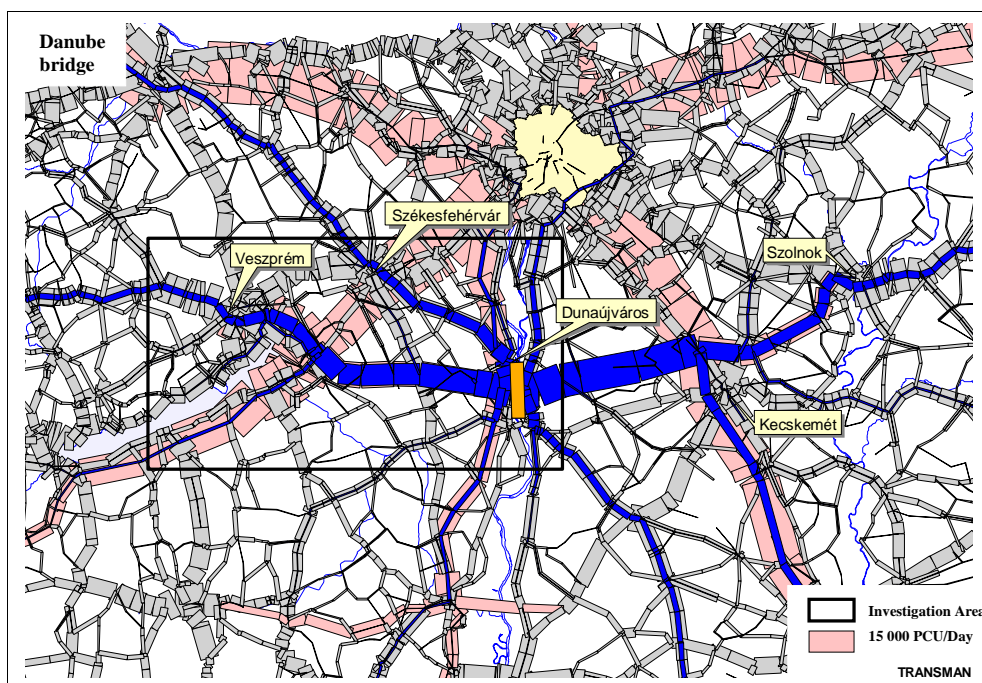 Danube
bridge
Székesfehérvár
Veszprém
Szolnok
Dunaújváros
Kecskemét
Investigation Area
15 000 PCU/Day
TRANSMAN